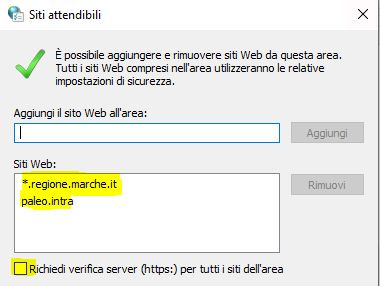 Siti attendibili
È possibile aggiungere e rimuovere siti Web da questa area.
Tutti i siti Web compresi nell'area utilizzeranno le relative
impostazioni di sicurezza.
Aggiungi il sito Web all'area:
Aggiungi
Siti Web:
*.regione.marche.it
Rimuovi
paleo.intra
Richiedi verifica server (https:) per tutti i siti dell'area